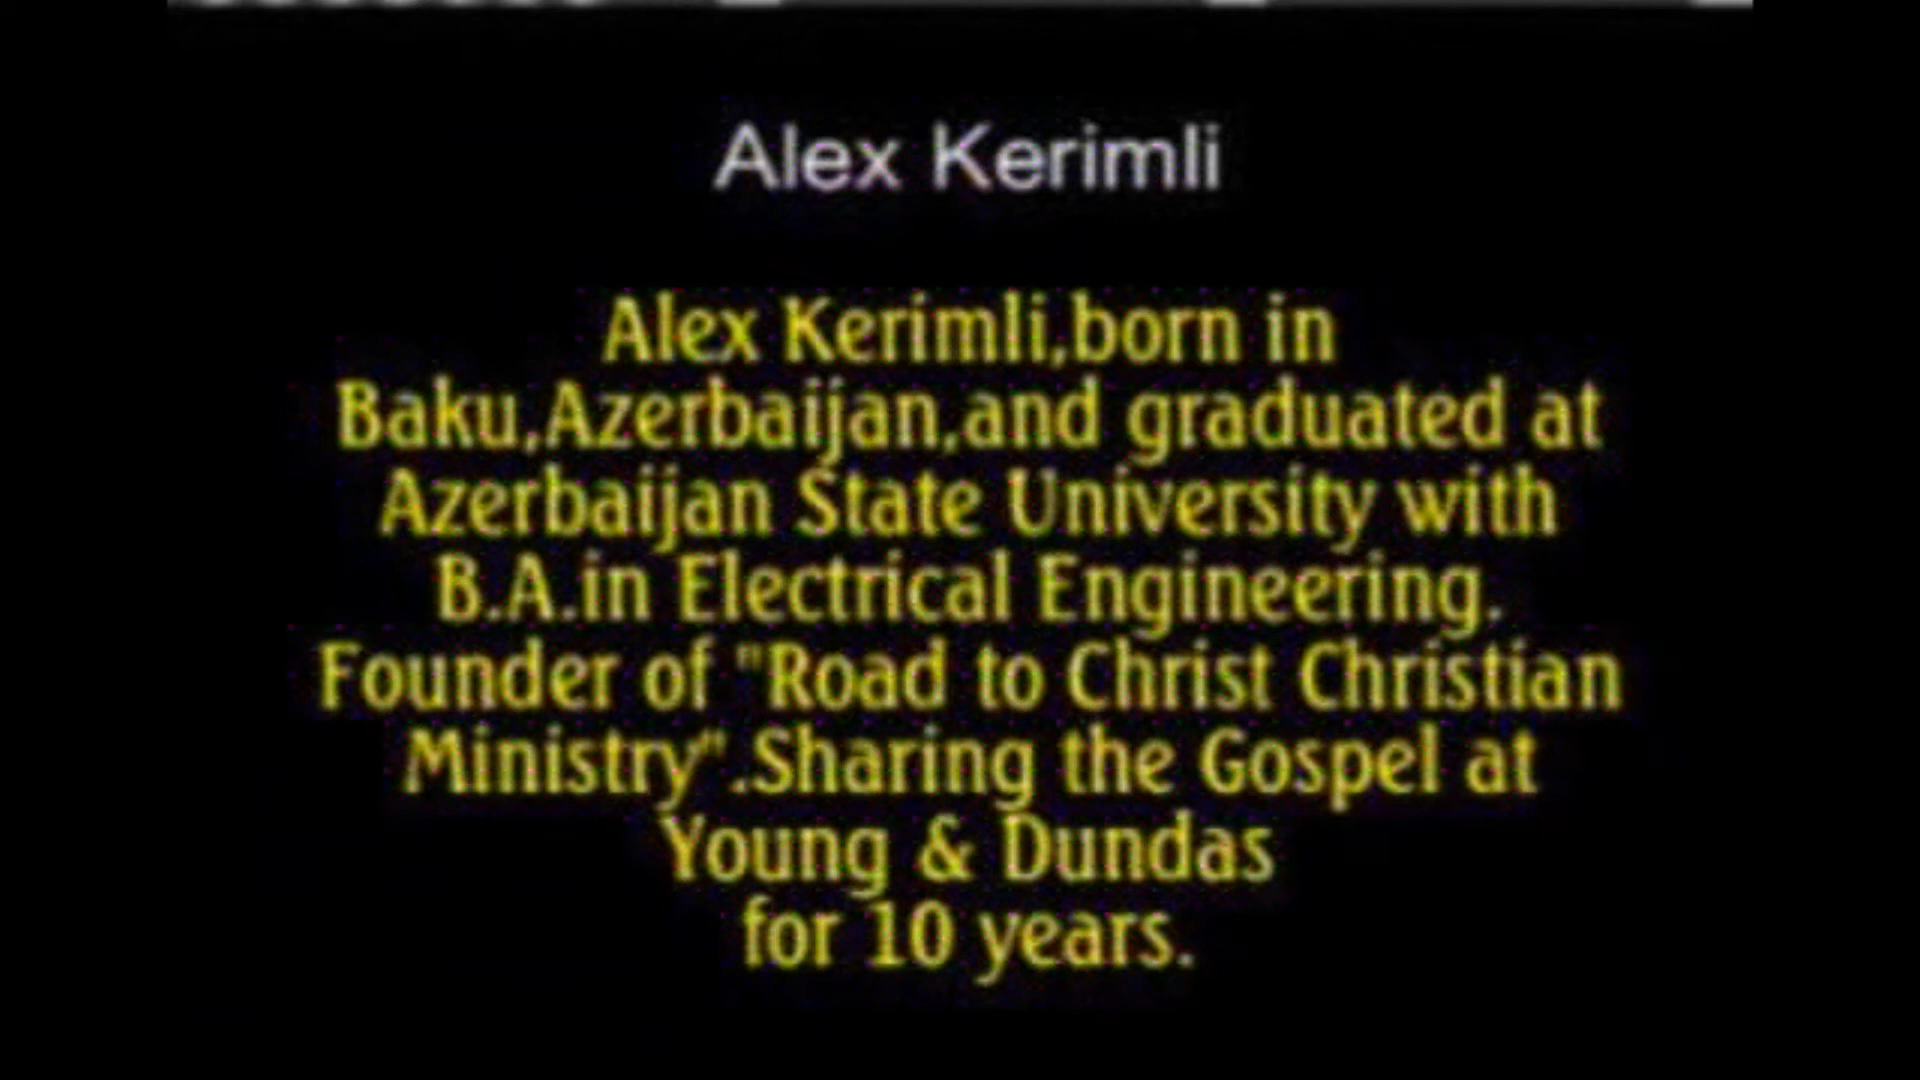 Alex Kerimli
Alex Kerimli,born in
Baku,Azerbaijan,and graduated at
Azerbaijan State University with
B.A.in Electrical Engineering.
Founder of "Road to Christ Christian
Ministry".Sharing the Gospel at
Young & Dundas
for 10 years.